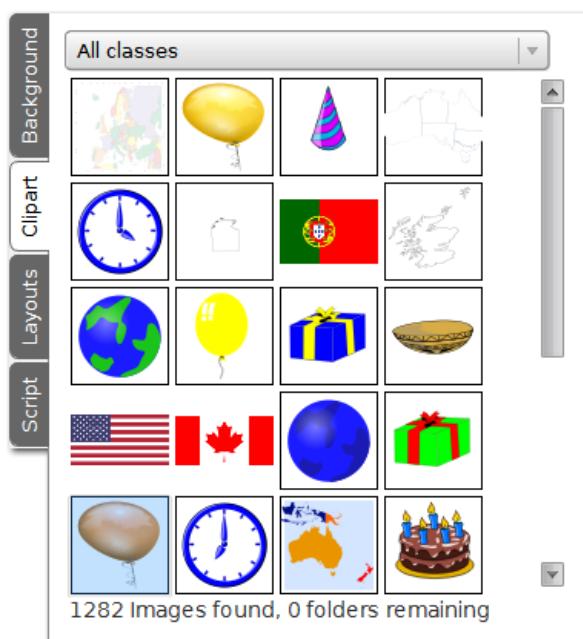 Background
Clipart
Layouts
Script
All classes
1282 Images found, 0 folders remaining